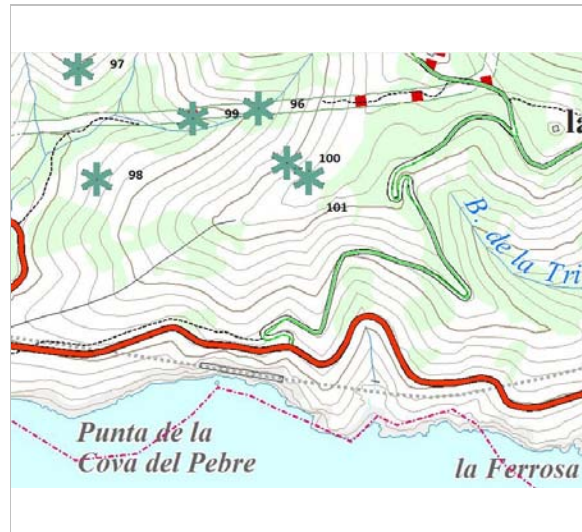 97
99
96
98
100
101
la
B. de la Tri
Punta de la
Cova del Pebre
la Ferrosa